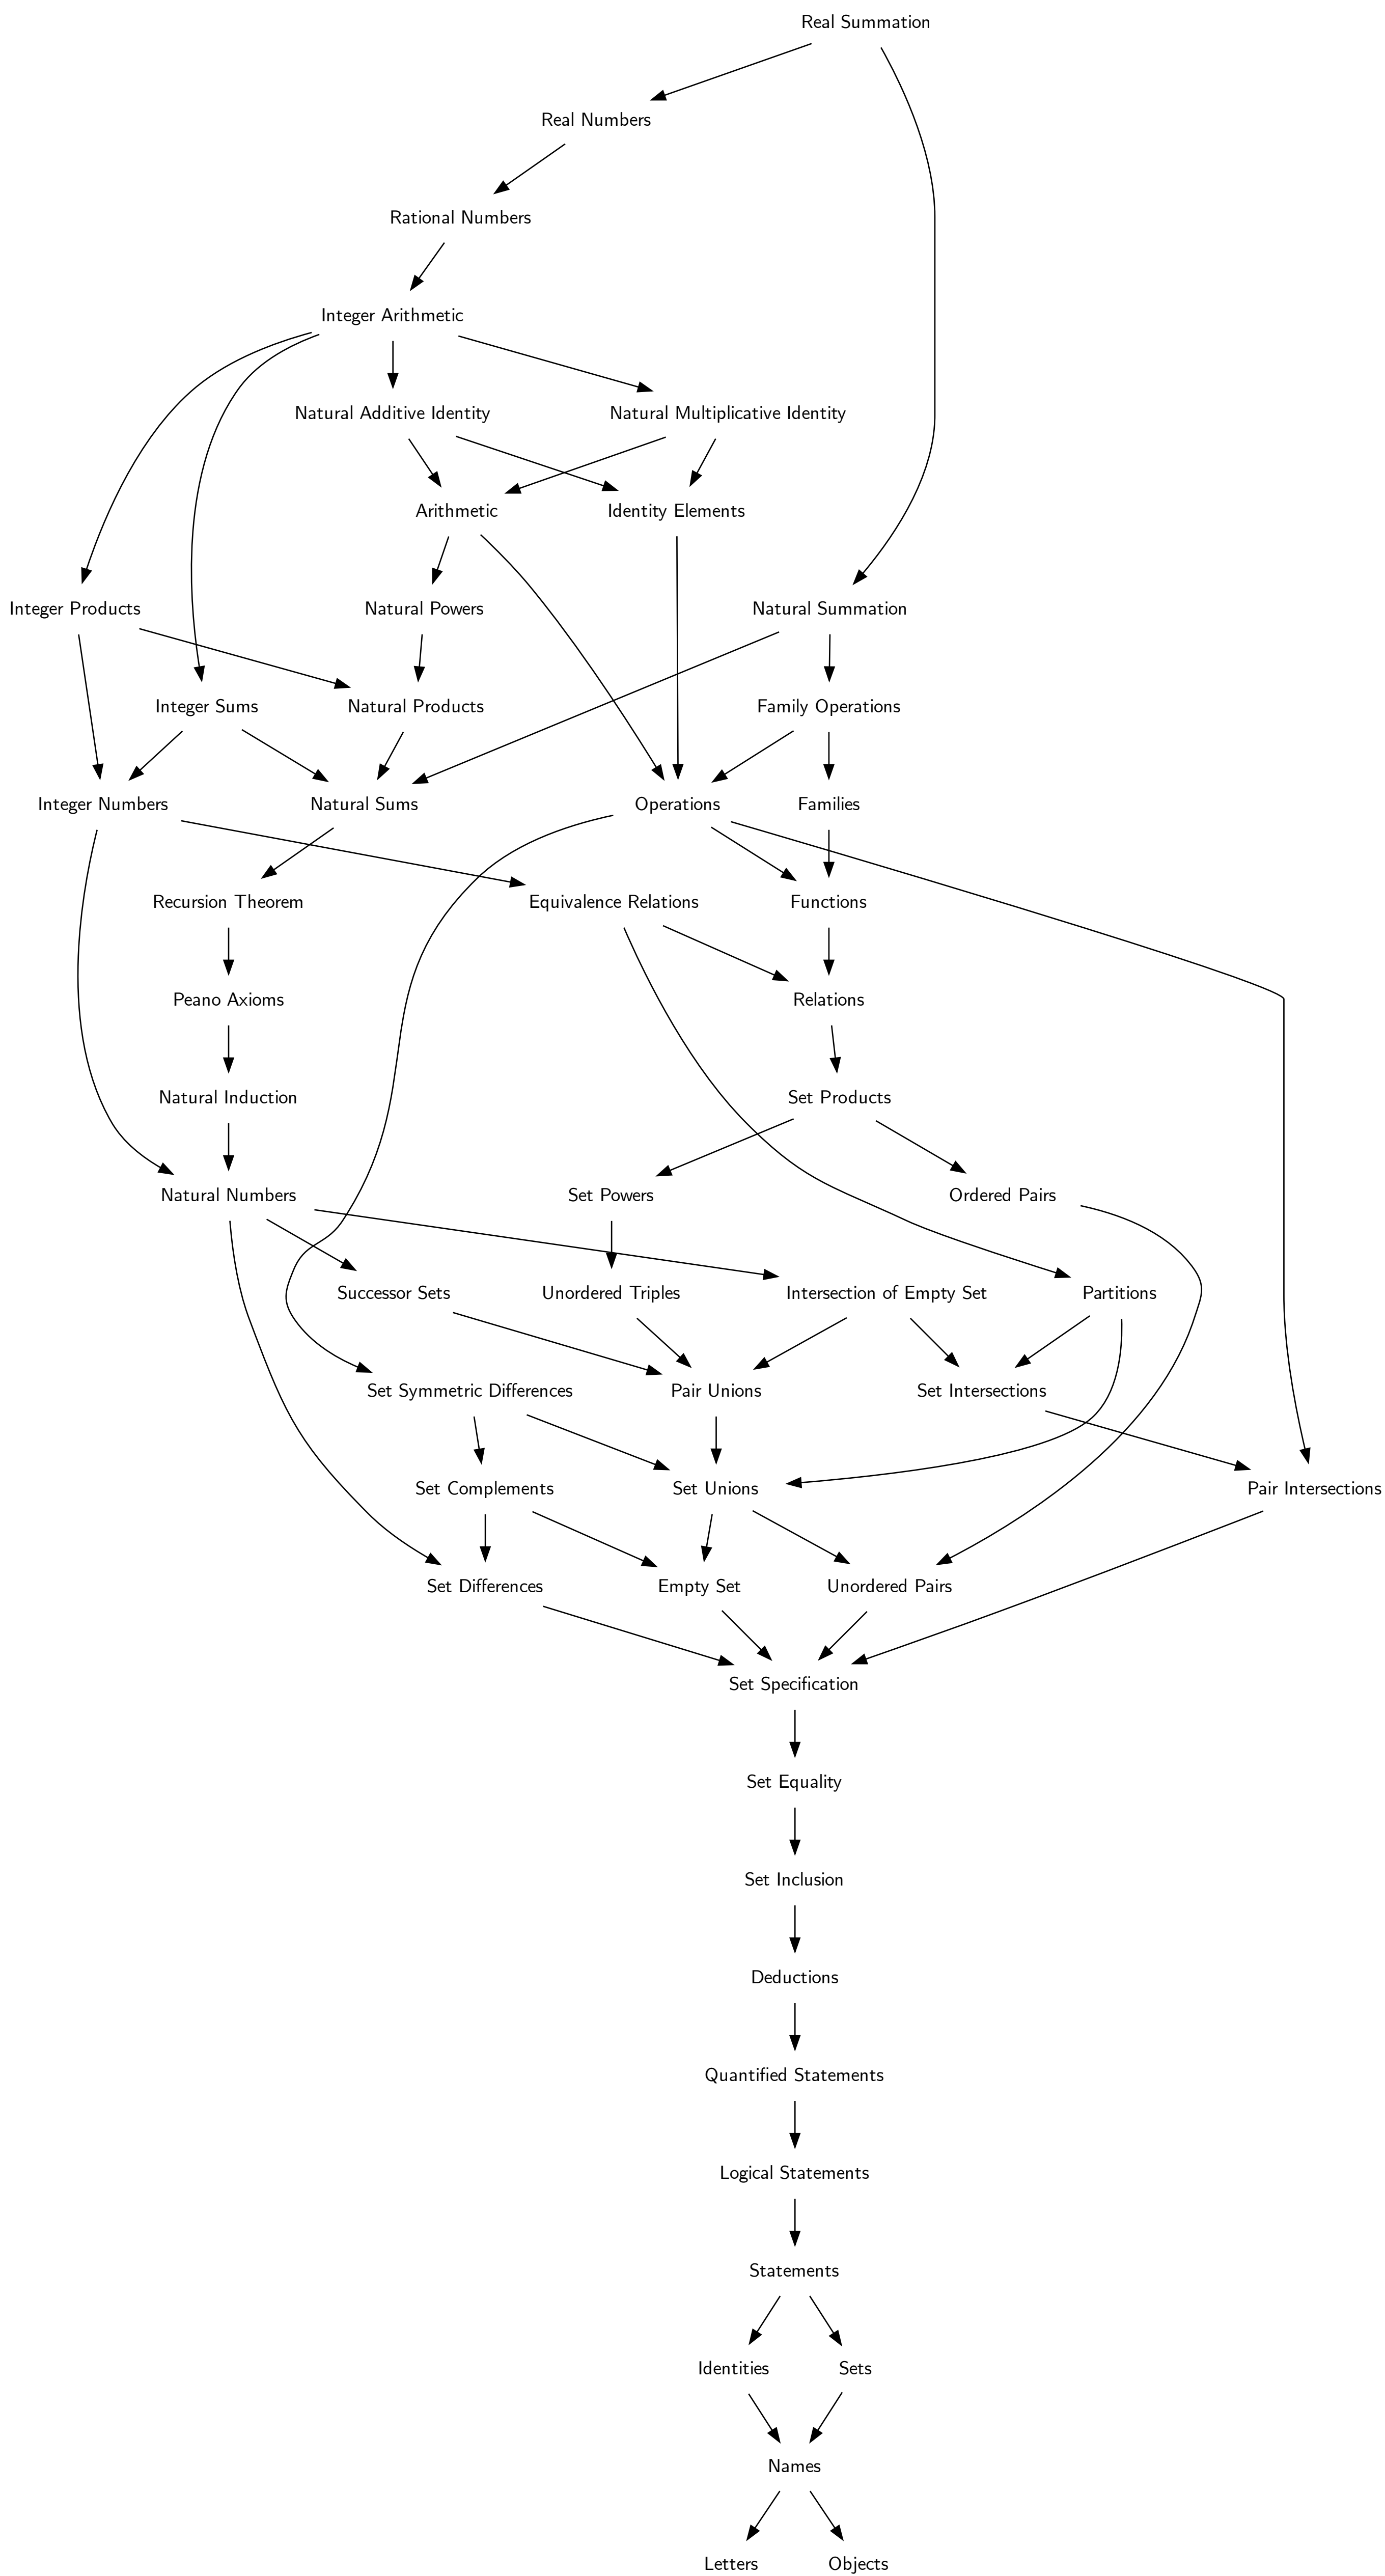 Real Summation
Real Numbers
Rational Numbers
Integer Arithmetic
Natural Additive Identity
Natural Multiplicative Identity
Arithmetic
Identity Elements
Integer Products
Natural Powers
Natural Summation
Integer Sums
Natural Products
Family Operations
Integer Numbers
Natural Sums
Operations
Families
Recursion Theorem
Equivalence Relations
Functions
Peano Axioms
Relations
Natural Induction
Set Products
Natural Numbers
Set Powers
Ordered Pairs
Successor Sets
Unordered Triples
Intersection of Empty Set
Partitions
Set Symmetric Differences
Pair Unions
Set Intersections
Set Complements
Set Unions
Pair Intersections
Set Differences
Empty Set
Unordered Pairs
Set Specification
Set Equality
Set Inclusion
Deductions
Quantified Statements
Logical Statements
Statements
Identities
Sets
Names
Letters
Objects